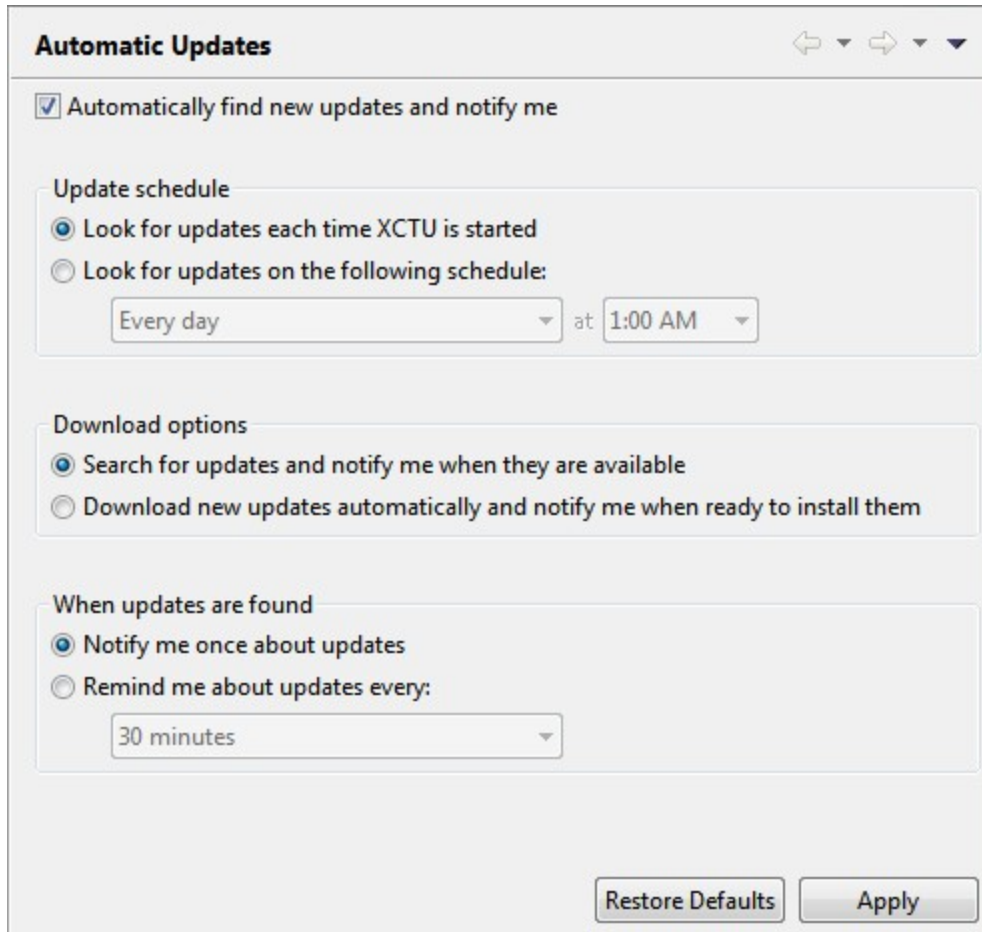 Automatic Updates
Automatically find new updates and notify me
Update schedule
Look for updates each time XCTU is started
Look for updates on the following schedule:
Every day at 1:00 AM
Download options
Search for updates and notify me when they are available
Download new updates automatically and notify me when ready to install them
When updates are found
Notify me once about updates
Remind me about updates every:
30 minutes
Restore Defaults Apply